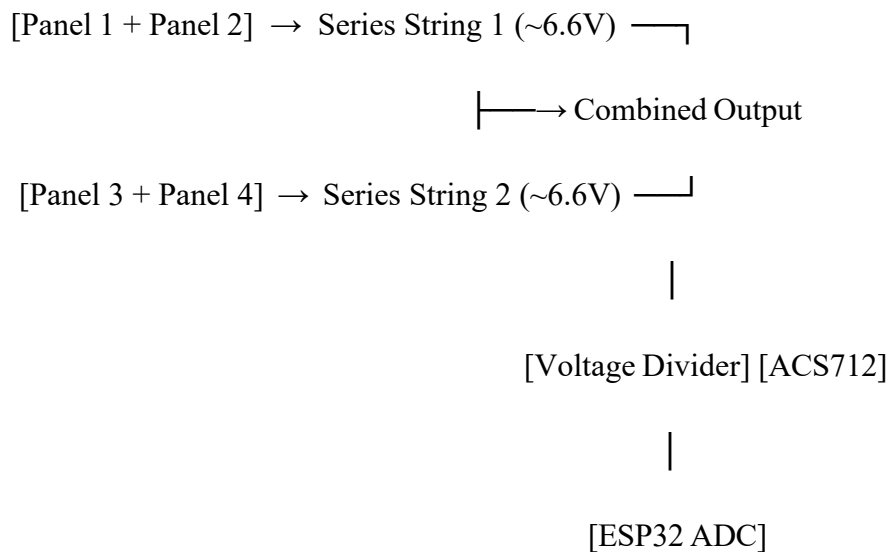 [Panel 1 + Panel 2] → Series String 1 (~6.6V) ──┐
├──→ Combined Output
[Panel 3 + Panel 4] → Series String 2 (~6.6V) ──┘
│
[Voltage Divider] [ACS712]
│
[ESP32 ADC]